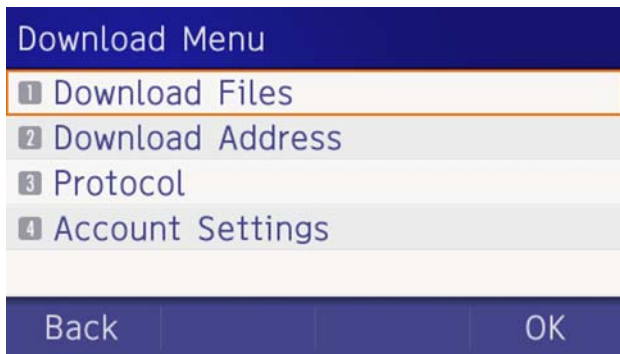 Download Menu
1 Download Files
2 Download Address
3 Protocol
4 Account Settings
Back OK